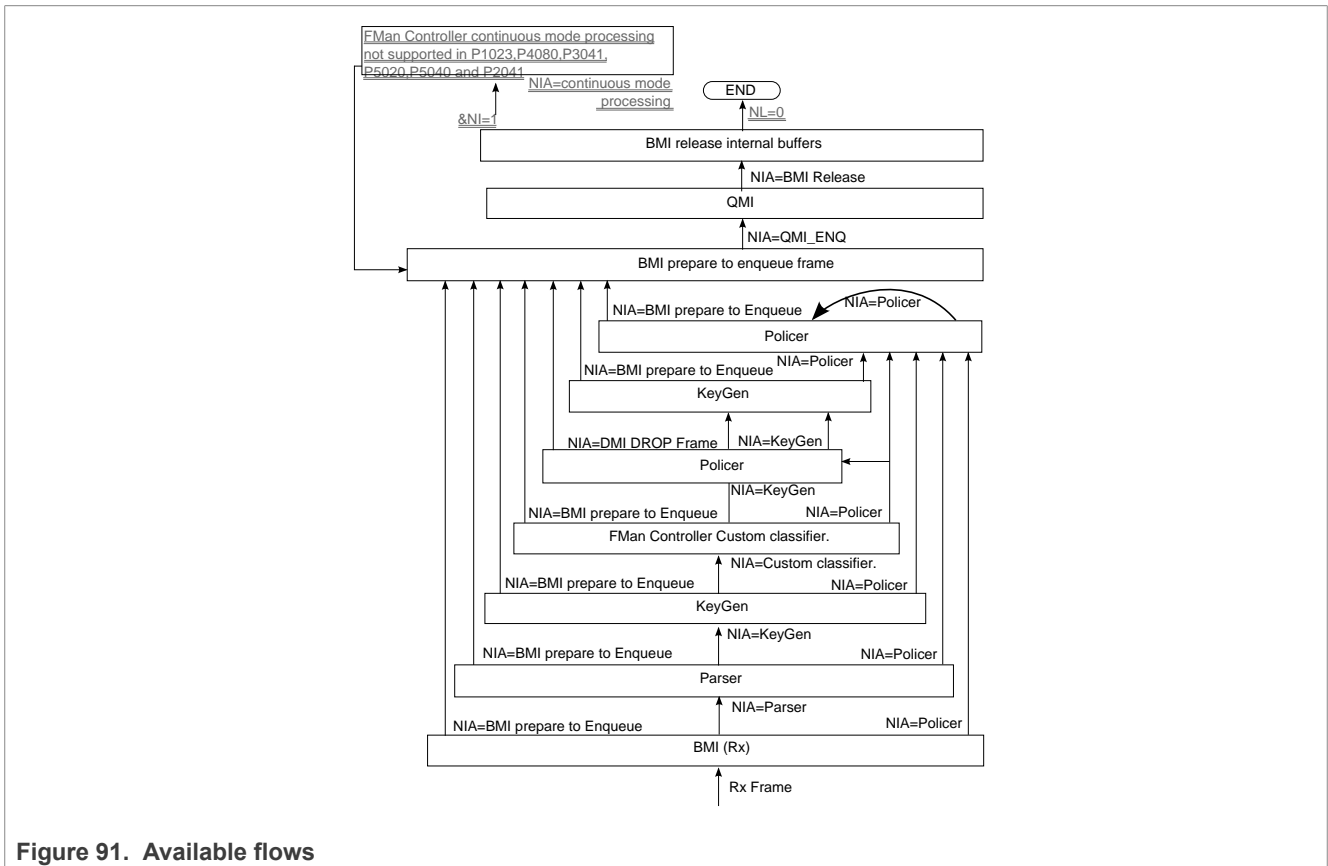 FMan Controller continuous mode processing
not supported in P1023,P4080,P3041,
P5020,P5040 and P2041
NIA=continuous mode
processing
END
&NI=1
NL=0
BMI release internal buffers
NIA=BMI Release
QMI
NIA=QMI_ENQ
BMI prepare to enqueue frame
NIA=BMI prepare to Enqueue
NIA=Policer
Policer
NIA=BMI prepare to Enqueue
NIA=Policer
KeyGen
NIA=DMI DROP Frame
NIA=KeyGen
Policer
NIA=KeyGen
NIA=BMI prepare to Enqueue
NIA=Policer
FMan Controller Custom classifier.
NIA=Custom classifier.
NIA=BMI prepare to Enqueue
NIA=Policer
KeyGen
NIA=KeyGen
NIA=BMI prepare to Enqueue
NIA=Policer
Parser
NIA=Parser
NIA=BMI prepare to Enqueue
NIA=Policer
BMI (Rx)
Rx Frame
Figure 91. Available flows